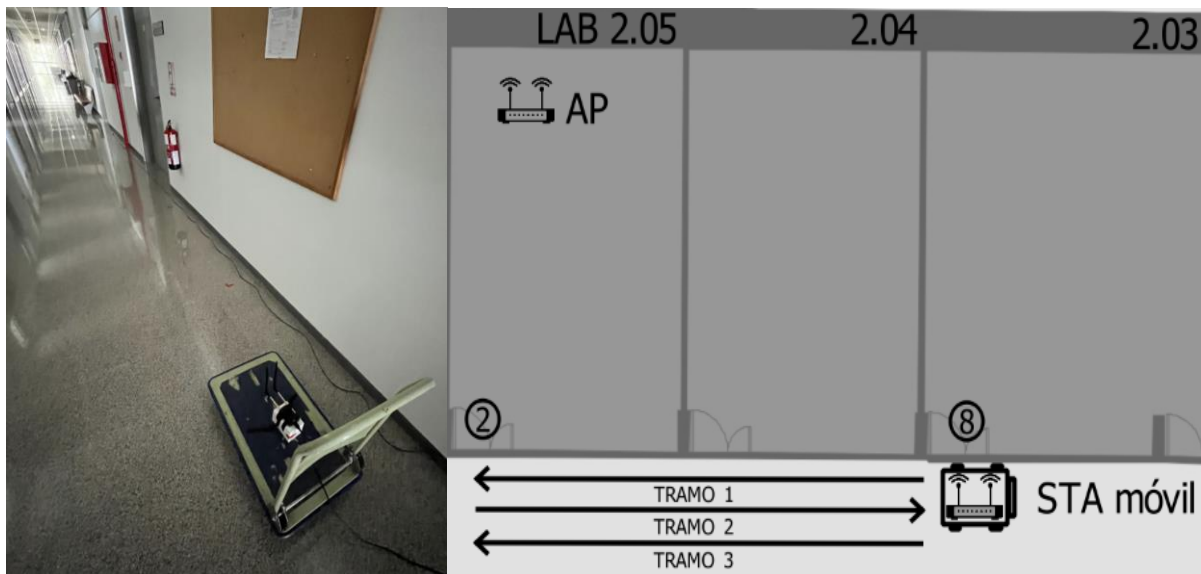 LAB 2.05
2.04
2.03
AP
2
8
TRAMO 1
STA móvil
TRAMO 2
TRAMO 3